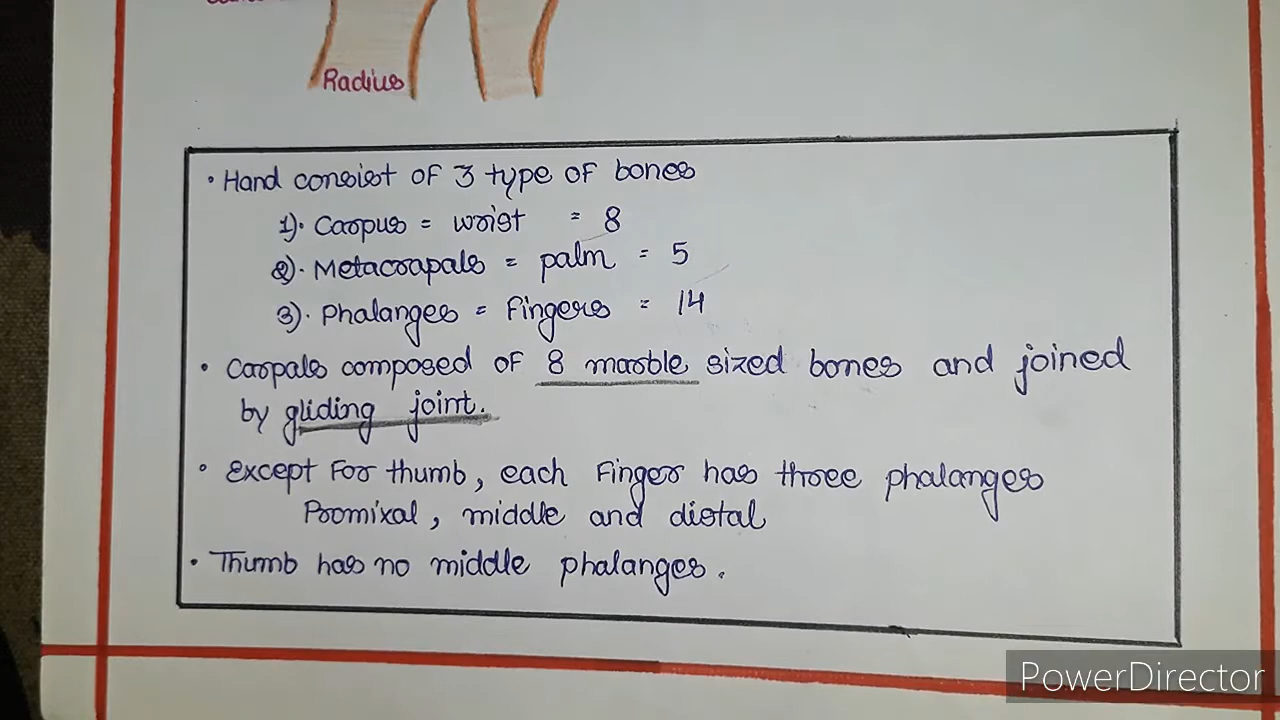 Radius
• Hand consist of 3 type of bones
1). Carpus = wrist = 8
2). Metacrapals = palm = 5
3). Phalanges = Fingers = 14
• Carpals composed of 8 marble sized bones and joined
by gliding joint.
• Except For thumb, each Finger has three phalanges
Promixal, middle and distal
• Thumb has no middle phalanges.
PowerDirector